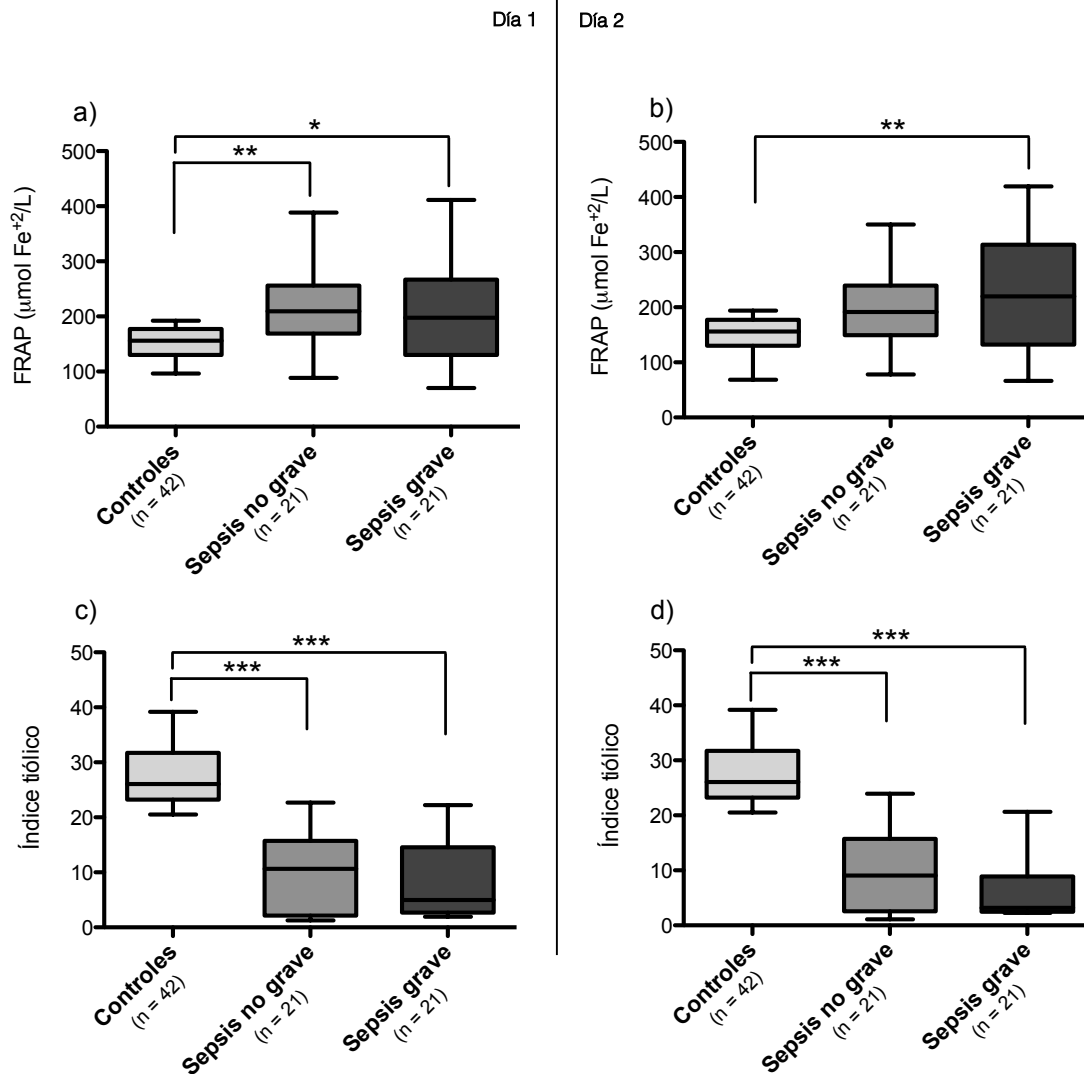 Día 1
Día 2
a)
*
**
500
400
300
200
100
0
FRAP (µmol Fe+2/L)
Controles
(n = 42)
Sepsis no grave
(n = 21)
Sepsis grave
(n = 21)
b)
**
500
400
300
200
100
0
FRAP (µmol Fe+2/L)
Controles
(n = 42)
Sepsis no grave
(n = 21)
Sepsis grave
(n = 21)
c)
***
***
50
40
30
20
10
0
Índice tiólico
Controles
(n = 42)
Sepsis no grave
(n = 21)
Sepsis grave
(n = 21)
d)
***
***
50
40
30
20
10
0
Índice tiólico
Controles
(n = 42)
Sepsis no grave
(n = 21)
Sepsis grave
(n = 21)